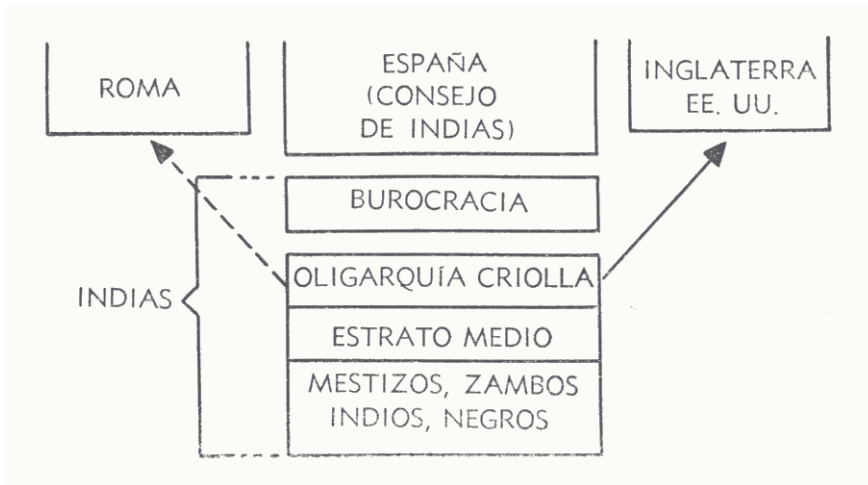 ROMA
ESPAÑA
(CONSEJO
DE INDIAS)
INGLATERRA
EE. UU.
BUROCRACIA
OLIGARQUÍA CRIOLLA
INDIAS
ESTRATO MEDIO
MESTIZOS, ZAMBOS
INDIOS, NEGROS